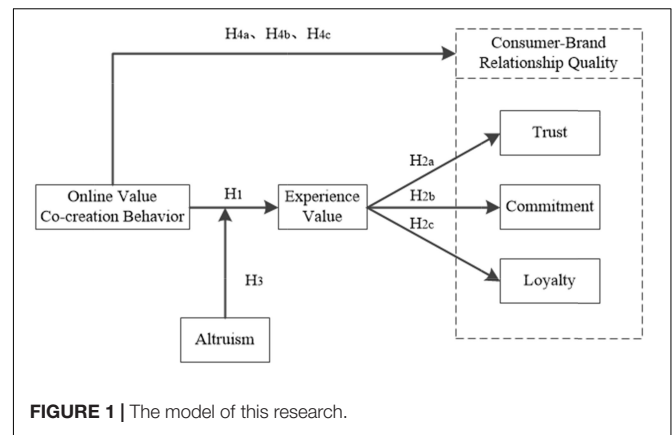 H4a、H4b、H4c
Consumer-Brand
Relationship Quality
Trust
H2a
Online Value
Co-creation Behavior
H1
Experience
Value
H2b
Commitment
H2c
Loyalty
H3
Altruism
FIGURE 1 | The model of this research.